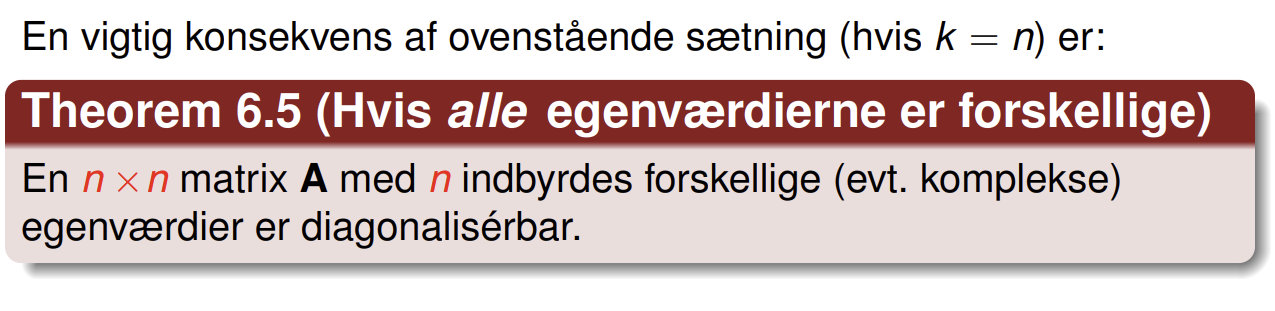 En vigtig konsekvens af ovenstående sætning (hvis k = n) er:
Theorem 6.5 (Hvis alle egenværdierne er forskellige)
En n × n matrix A med n indbyrdes forskellige (evt. komplekse)
egenværdier er diagonalisérbar.